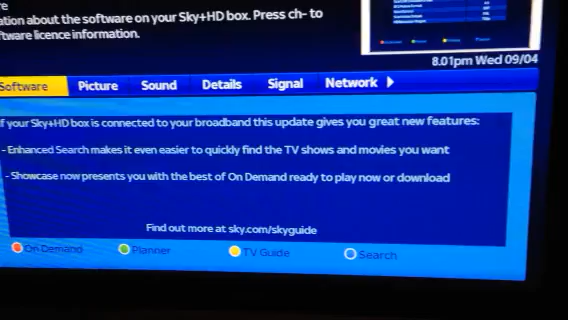 ation about the software on your Sky+HD box. Press ch- to
tware licence information.
8.01pm Wed 09/04
Software Picture Sound Details Signal Network
f your Sky+HD box is connected to your broadband this update gives you great new features:
- Enhanced Search makes it even easier to quickly find the TV shows and movies you want
- Showcase now presents you with the best of On Demand ready to play now or download
Find out more at sky.com/skyguide
On Demand Planner TV Guide Search